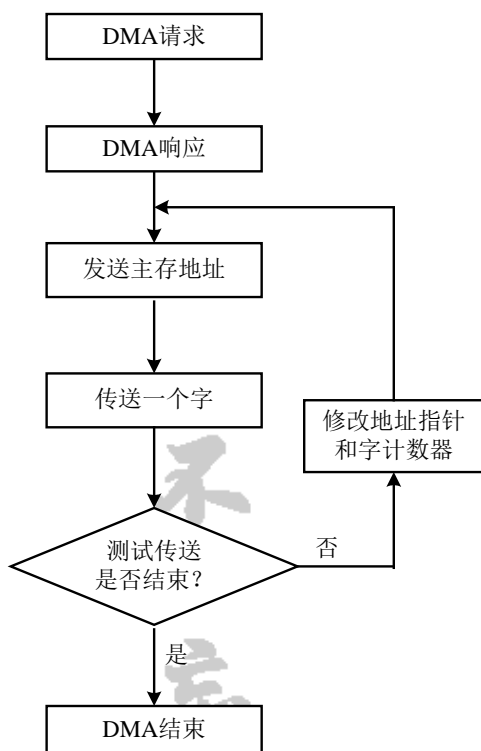 DMA请求
DMA响应
发送主存地址
传送一个字
修改地址指针
和字计数器
不
测试传送
是否结束？
否
是
忘
DMA结束